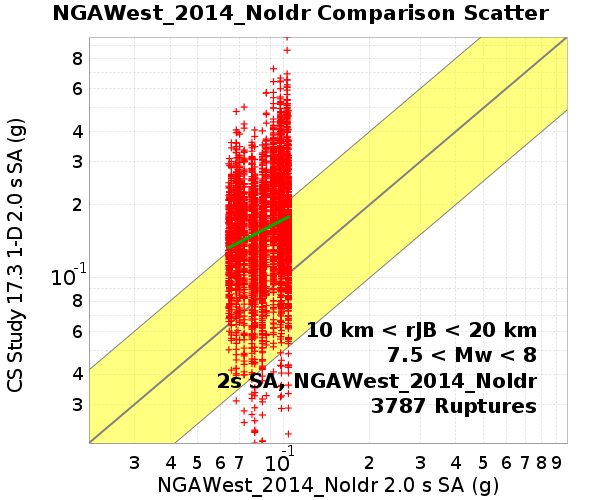 NGAWest_2014_NoIdr Comparison Scatter
CS Study 17.3 1-D 2.0 s SA (g)
8
6
4
3
2
10-1
8
6
4
3
10 km < rJB < 20 km
7.5 < Mw < 8
2s SA, NGAWest_2014_NoIdr
3787 Ruptures
3 4 5 6 7 10-1 2 3 4 5 6 7 8 9
NGAWest_2014_NoIdr 2.0 s SA (g)